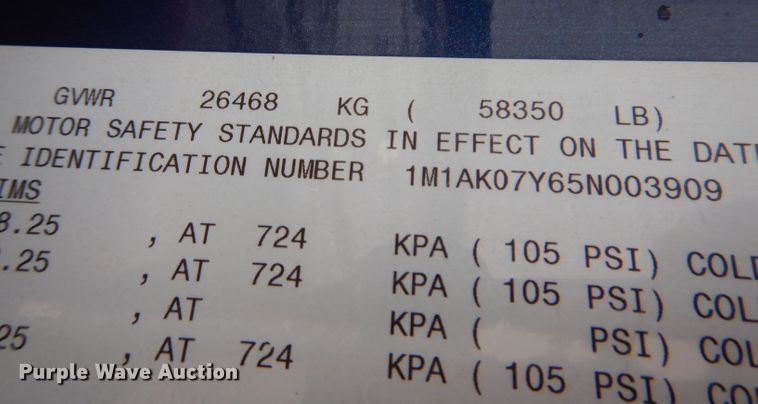 GVWR 26468 KG ( 58350 LB)
MOTOR SAFETY STANDARDS IN EFFECT ON THE DAT
IDENTIFICATION NUMBER 1M1AK07Y65N003909
IMS
8.25 , AT 724 KPA ( 105 PSI) COLD
.25 , AT 724 KPA ( 105 PSI) COL
, AT KPA ( PSI) COL
25 , AT 724 KPA ( 105 PSI) CO
Purple Wave Auction